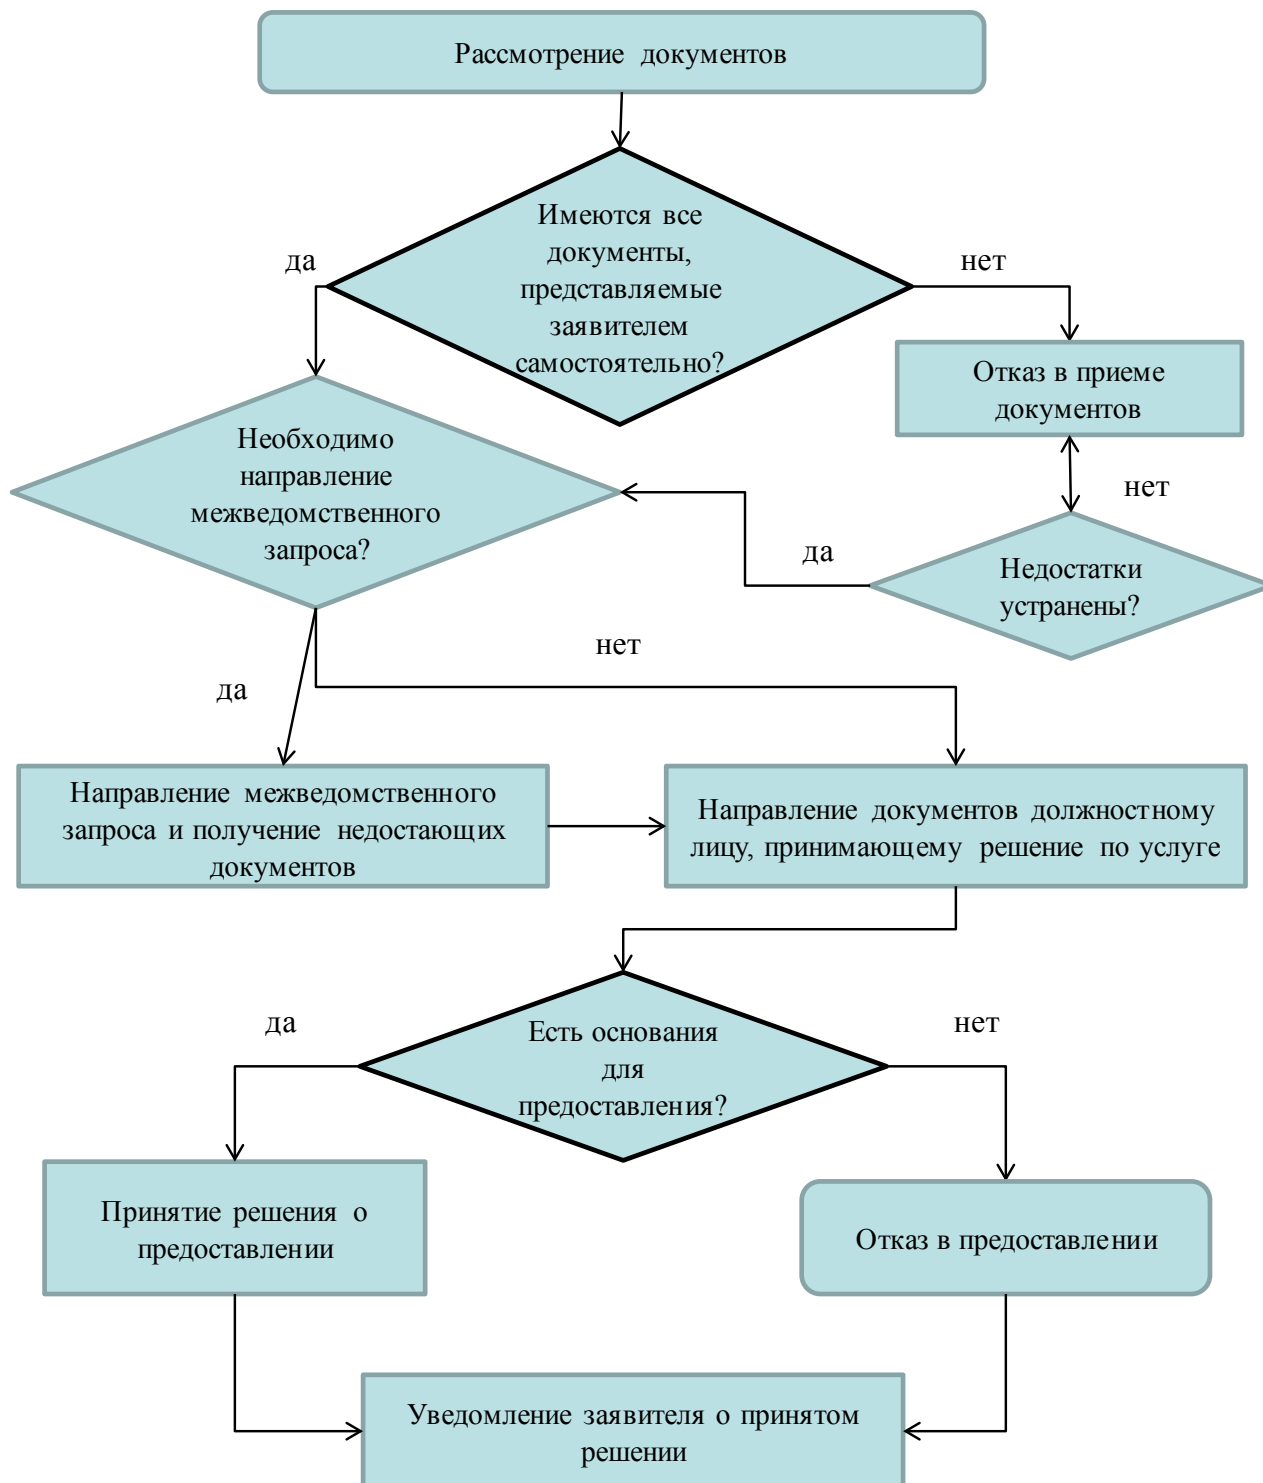 Рассмотрение документов
Имеются все
документы,
представляемые
заявителем
самостоятельно?
да
нет
Отказ в приеме
документов
Необходимо
направление
межведомственного
запроса?
нет
да
Недостатки
устранены?
нет
да
Направление межведомственного
запроса и получение недостающих
документов
Направление документов должностному
лицу, принимающему решение по услуге
да
нет
Есть основания
для
предоставления?
Принятие решения о
предоставлении
Отказ в предоставлении
Уведомление заявителя о принятом
решении